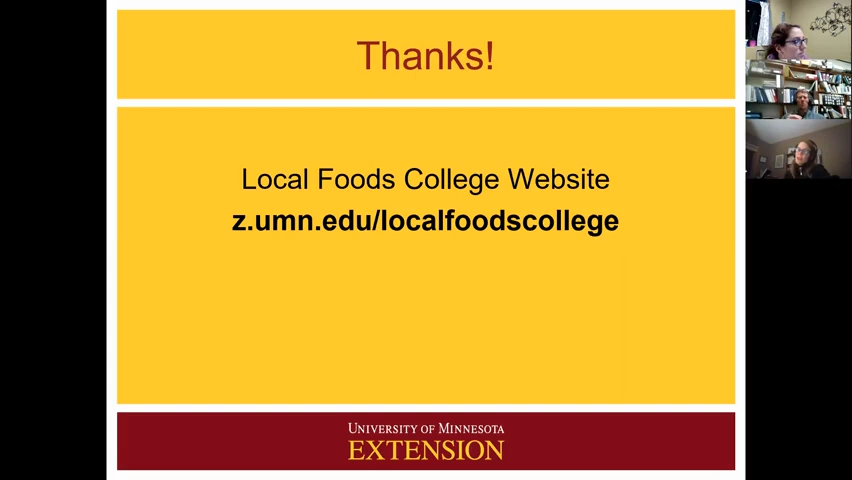 Thanks!
Local Foods College Website
z.umn.edu/localfoodscollege
UNIVERSITY OF MINNESOTA
EXTENSION